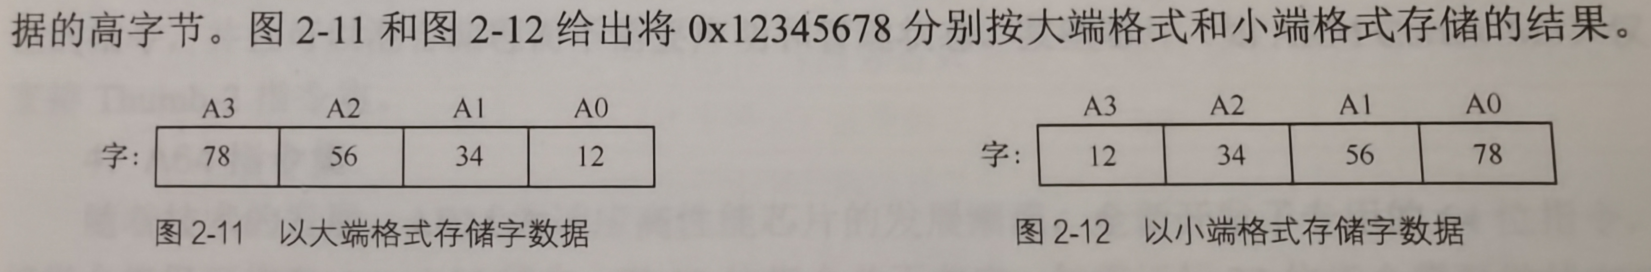 据的高字节。图 2-11 和图 2-12 给出将 0x12345678 分别按大端格式和小端格式存储的结果。
A3 A2 A1 A0
字: 78 56 34 12
图 2-11 以大端格式存储字数据
A3 A2 A1 A0
字: 12 34 56 78
图 2-12 以小端格式存储字数据